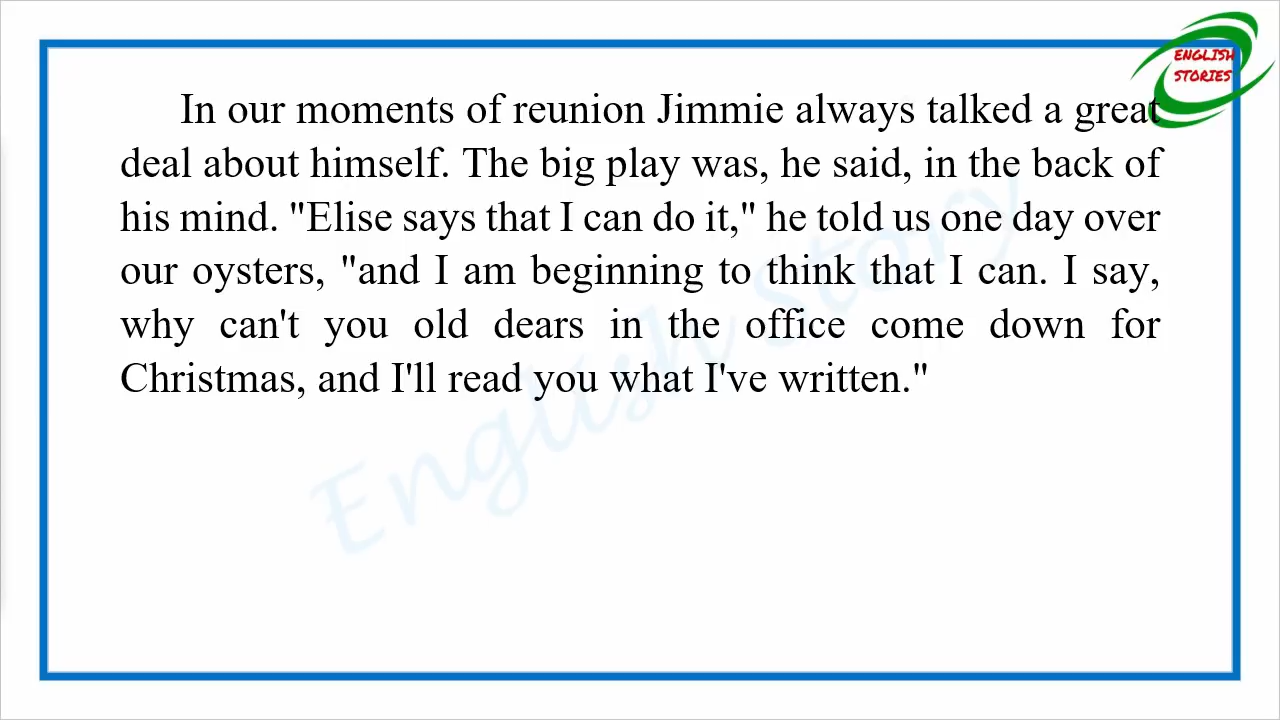 ENGLISH
STORIES
In our moments of reunion Jimmie always talked a great
deal about himself. The big play was, he said, in the back of
his mind. "Elise says that I can do it," he told us one day over
our oysters, "and I am beginning to think that I can. I say,
why can't you old dears in the office come down for
Christmas, and I'll read you what I've written."
English Story